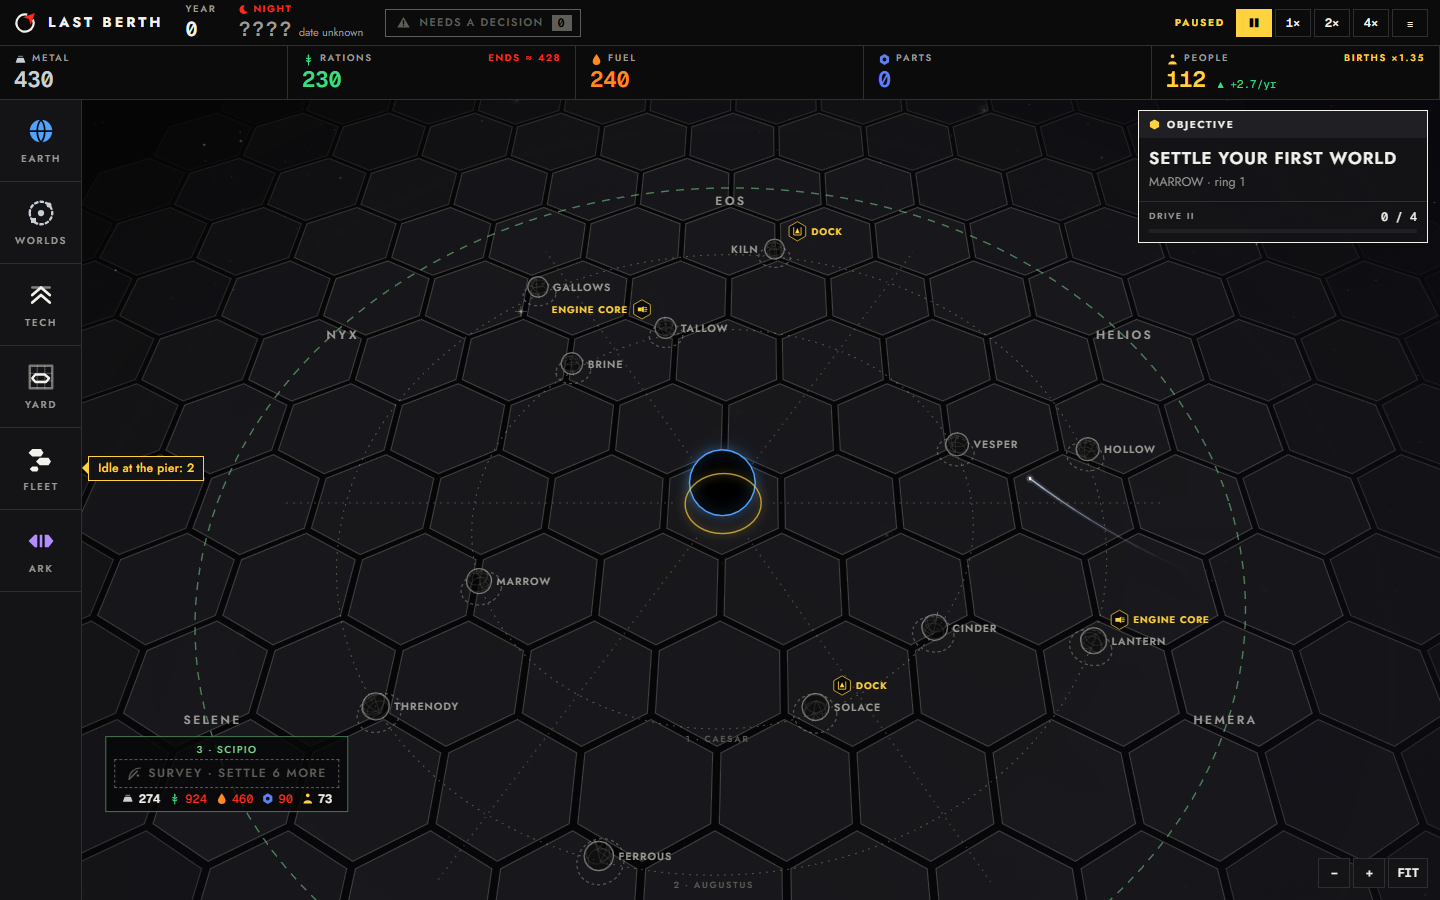 LAST BERTH
YEAR
0
NIGHT
???? date unknown
NEEDS A DECISION 0
PAUSED
1×
2×
4×
METAL
430
RATIONS
ENDS ≈ 428
230
FUEL
240
PARTS
0
PEOPLE
BIRTHS ×1.35
112 ▲ +2.7/yr
EARTH
WORLDS
TECH
YARD
FLEET
ARK
Idle at the pier: 2
OBJECTIVE
SETTLE YOUR FIRST WORLD
MARROW · ring 1
DRIVE II
0 / 4
EOS
DOCK
KILN
GALLOWS
ENGINE CORE
TALLOW
NYX
HELIOS
BRINE
VESPER
HOLLOW
MARROW
CINDER
ENGINE CORE
LANTERN
DOCK
SOLACE
THRENODY
SELENE
HEMERA
1 · CAESAR
3 · SCIPIO
SURVEY · SETTLE 6 MORE
274 924 460 90 73
FERROUS
2 · AUGUSTUS
−
+
FIT